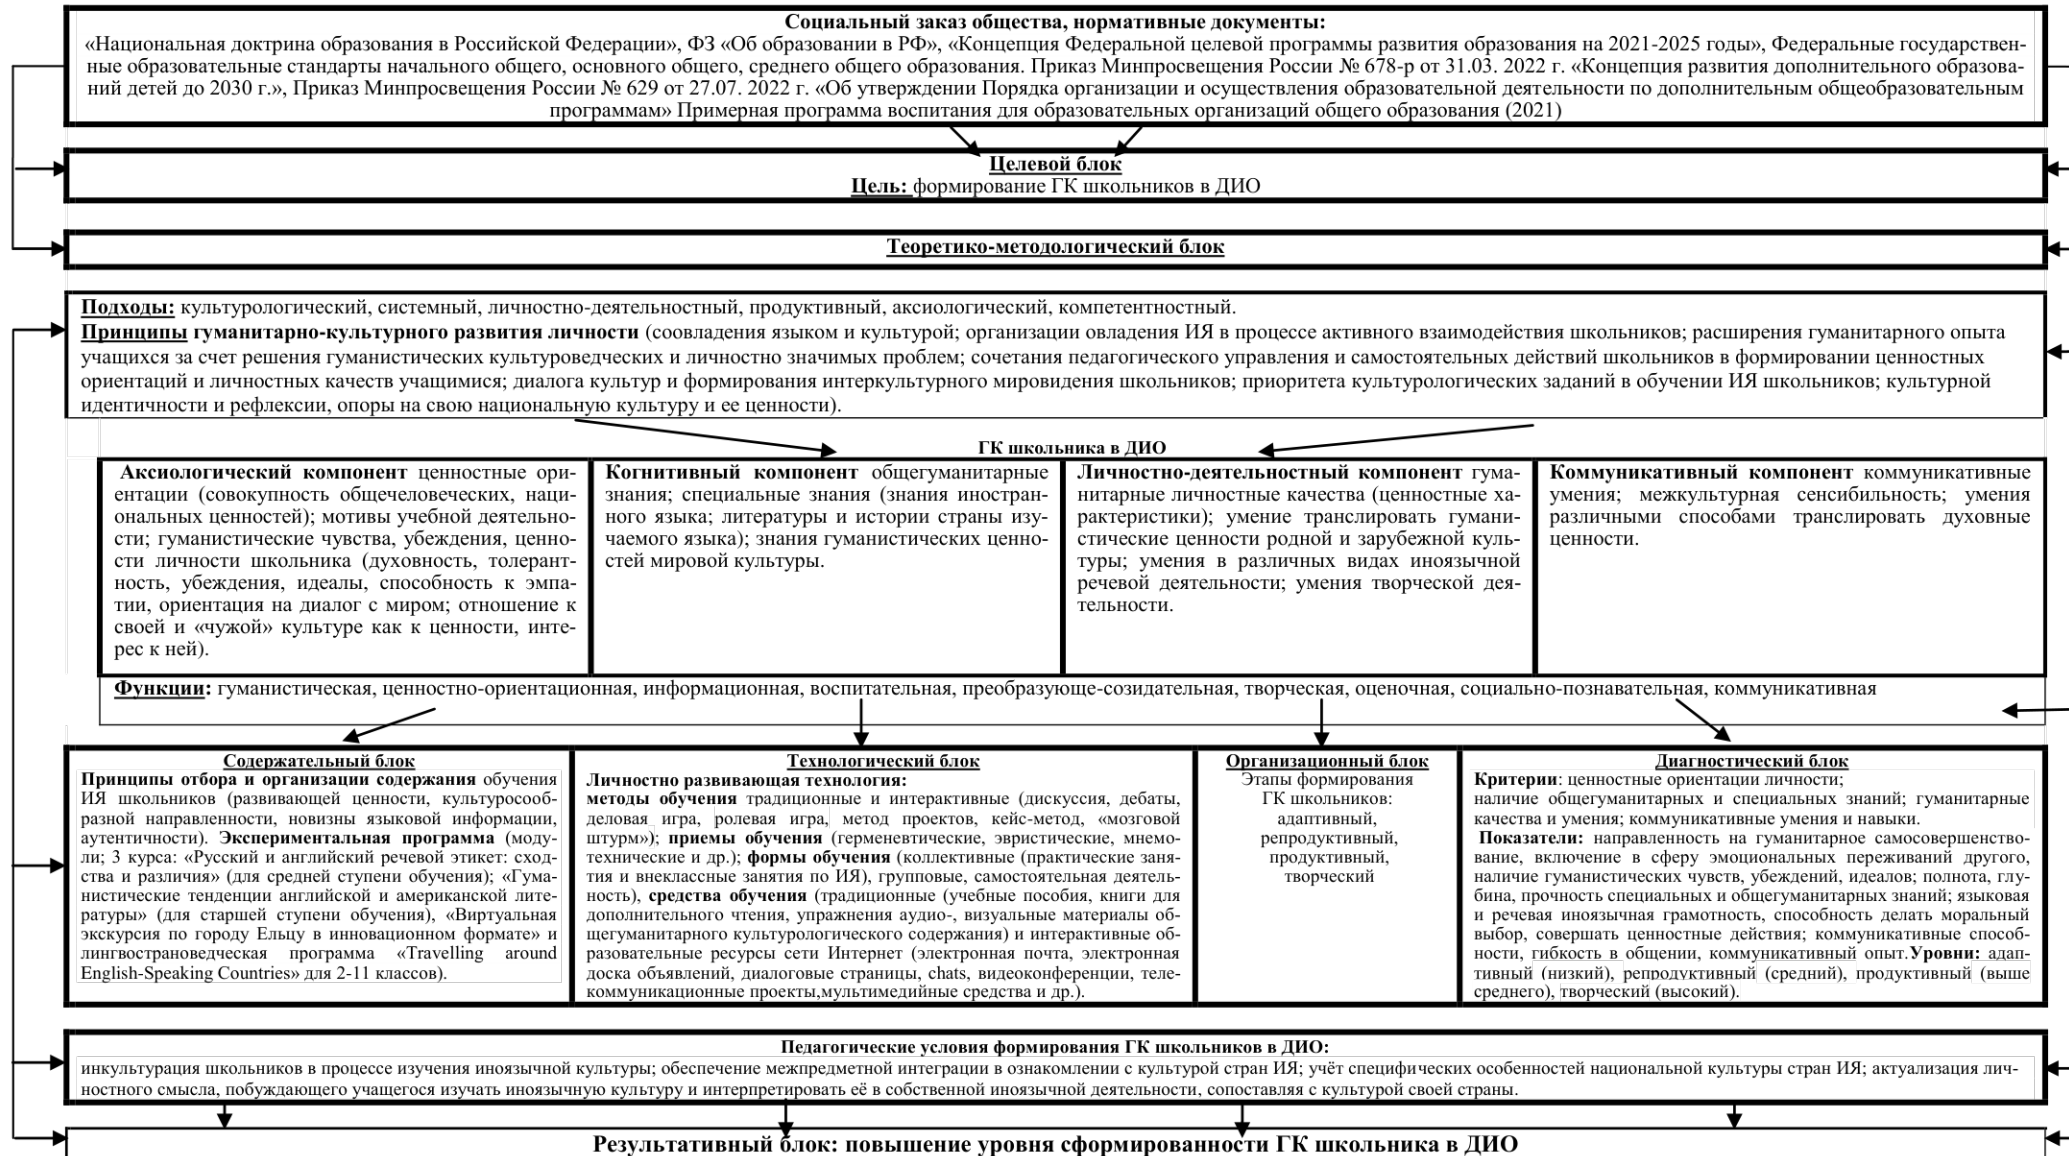 Социальный заказ общества, нормативные документы:
«Национальная доктрина образования в Российской Федерации», ФЗ «Об образовании в РФ», «Концепция Федеральной целевой программы развития образования на 2021-2025 годы», Федеральные государствен-
ные образовательные стандарты начального общего, основного общего, среднего общего образования. Приказ Минпросвещения России № 678-р от 31.03. 2022 г. «Концепция развития дополнительного образова-
ний детей до 2030 г.», Приказ Минпросвещения России № 629 от 27.07. 2022 г. «Об утверждении Порядка организации и осуществления образовательной деятельности по дополнительным общеобразовательным
программам» Примерная программа воспитания для образовательных организаций общего образования (2021)
Целевой блок
Цель: формирование ГК школьников в ДИО
Теоретико-методологический блок
Подходы: культурологический, системный, личностно-деятельностный, продуктивный, аксиологический, компетентностный.
Принципы гуманитарно-культурного развития личности (соовладения языком и культурой; организации овладения ИЯ в процессе активного взаимодействия школьников; расширения гуманитарного опыта
учащихся за счет решения гуманистических культуроведческих и личностно значимых проблем; сочетания педагогического управления и самостоятельных действий школьников в формировании ценностных
ориентаций и личностных качеств учащимися; диалога культур и формирования интеркультурного мировидения школьников; приоритета культурологических заданий в обучении ИЯ школьников; культурной
идентичности и рефлексии, опоры на свою национальную культуру и ее ценности).
ГК школьника в ДИО
Аксиологический компонент ценностные ори-
ентации (совокупность общечеловеческих, наци-
ональных ценностей); мотивы учебной деятельно-
сти; гуманистические чувства, убеждения, ценно-
сти личности школьника (духовность, толерант-
ность, убеждения, идеалы, способность к эмпа-
тии, ориентация на диалог с миром; отношение к
своей и «чужой» культуре как к ценности, инте-
рес к ней).
Когнитивный компонент общегуманитарные
знания; специальные знания (знания иностран-
ного языка; литературы и истории страны изу-
чаемого языка); знания гуманистических ценно-
стей мировой культуры.
Личностно-деятельностный компонент гума-
нитарные личностные качества (ценностные ха-
рактеристики); умение транслировать гумани-
стические ценности родной и зарубежной куль-
туры; умения в различных видах иноязычной
речевой деятельности; умения творческой дея-
тельности.
Коммуникативный компонент коммуникативные
умения; межкультурная сенсибильность; умения
различными способами транслировать духовные
ценности.
Функции: гуманистическая, ценностно-ориентационная, информационная, воспитательная, преобразующе-созидательная, творческая, оценочная, социально-познавательная, коммуникативная
Содержательный блок
Принципы отбора и организации содержания обучения
ИЯ школьников (развивающей ценности, культуросооб-
разной направленности, новизны языковой информации,
аутентичности). Экспериментальная программа (моду-
ли; 3 курса: «Русский и английский речевой этикет: сход-
ства и различия» (для средней ступени обучения); «Гума-
нистические тенденции английской и американской лите-
ратуры» (для старшей ступени обучения), «Виртуальная
экскурсия по городу Ельцу в инновационном формате» и
лингвострановедческая программа «Travelling around
English-Speaking Countries» для 2-11 классов).
Технологический блок
Личностно развивающая технология:
методы обучения традиционные и интерактивные (дискуссия, дебаты,
деловая игра, ролевая игра, метод проектов, кейс-метод, «мозговой
штурм»); приемы обучения (герменевтические, эвристические, мнемо-
технические и др.); формы обучения (коллективные (практические заня-
тия и внеклассные занятия по ИЯ), групповые, самостоятельная деятель-
ность), средства обучения (традиционные (учебные пособия, книги для
дополнительного чтения, упражнения аудио-, визуальные материалы об-
щегуманитарного культурологического содержания) и интерактивные об-
разовательные ресурсы сети Интернет (электронная почта, электронная
доска объявлений, диалоговые страницы, chats, видеоконференции, теле-
коммуникационные проекты,мультимедийные средства и др.).
Организационный блок
Этапы формирования
ГК школьников:
адаптивный,
репродуктивный,
продуктивный,
творческий
Диагностический блок
Критерии: ценностные ориентации личности;
наличие общегуманитарных и специальных знаний; гуманитарные
качества и умения; коммуникативные умения и навыки.
Показатели: направленность на гуманитарное самосовершенство-
вание, включение в сферу эмоциональных переживаний другого,
наличие гуманистических чувств, убеждений, идеалов; полнота, глу-
бина, прочность специальных и общегуманитарных знаний; языковая
и речевая иноязычная грамотность, способность делать моральный
выбор, совершать ценностные действия; коммуникативные способ-
ности, гибкость в общении, коммуникативный опыт.Уровни: адап-
тивный (низкий), репродуктивный (средний), продуктивный (выше
среднего), творческий (высокий).
Педагогические условия формирования ГК школьников в ДИО:
инкультурация школьников в процессе изучения иноязычной культуры; обеспечение межпредметной интеграции в ознакомлении с культурой стран ИЯ; учёт специфических особенностей национальной культуры стран ИЯ; актуализация лич-
ностного смысла, побуждающего учащегося изучать иноязычную культуру и интерпретировать её в собственной иноязычной деятельности, сопоставляя с культурой своей страны.
Результативный блок: повышение уровня сформированности ГК школьника в ДИО